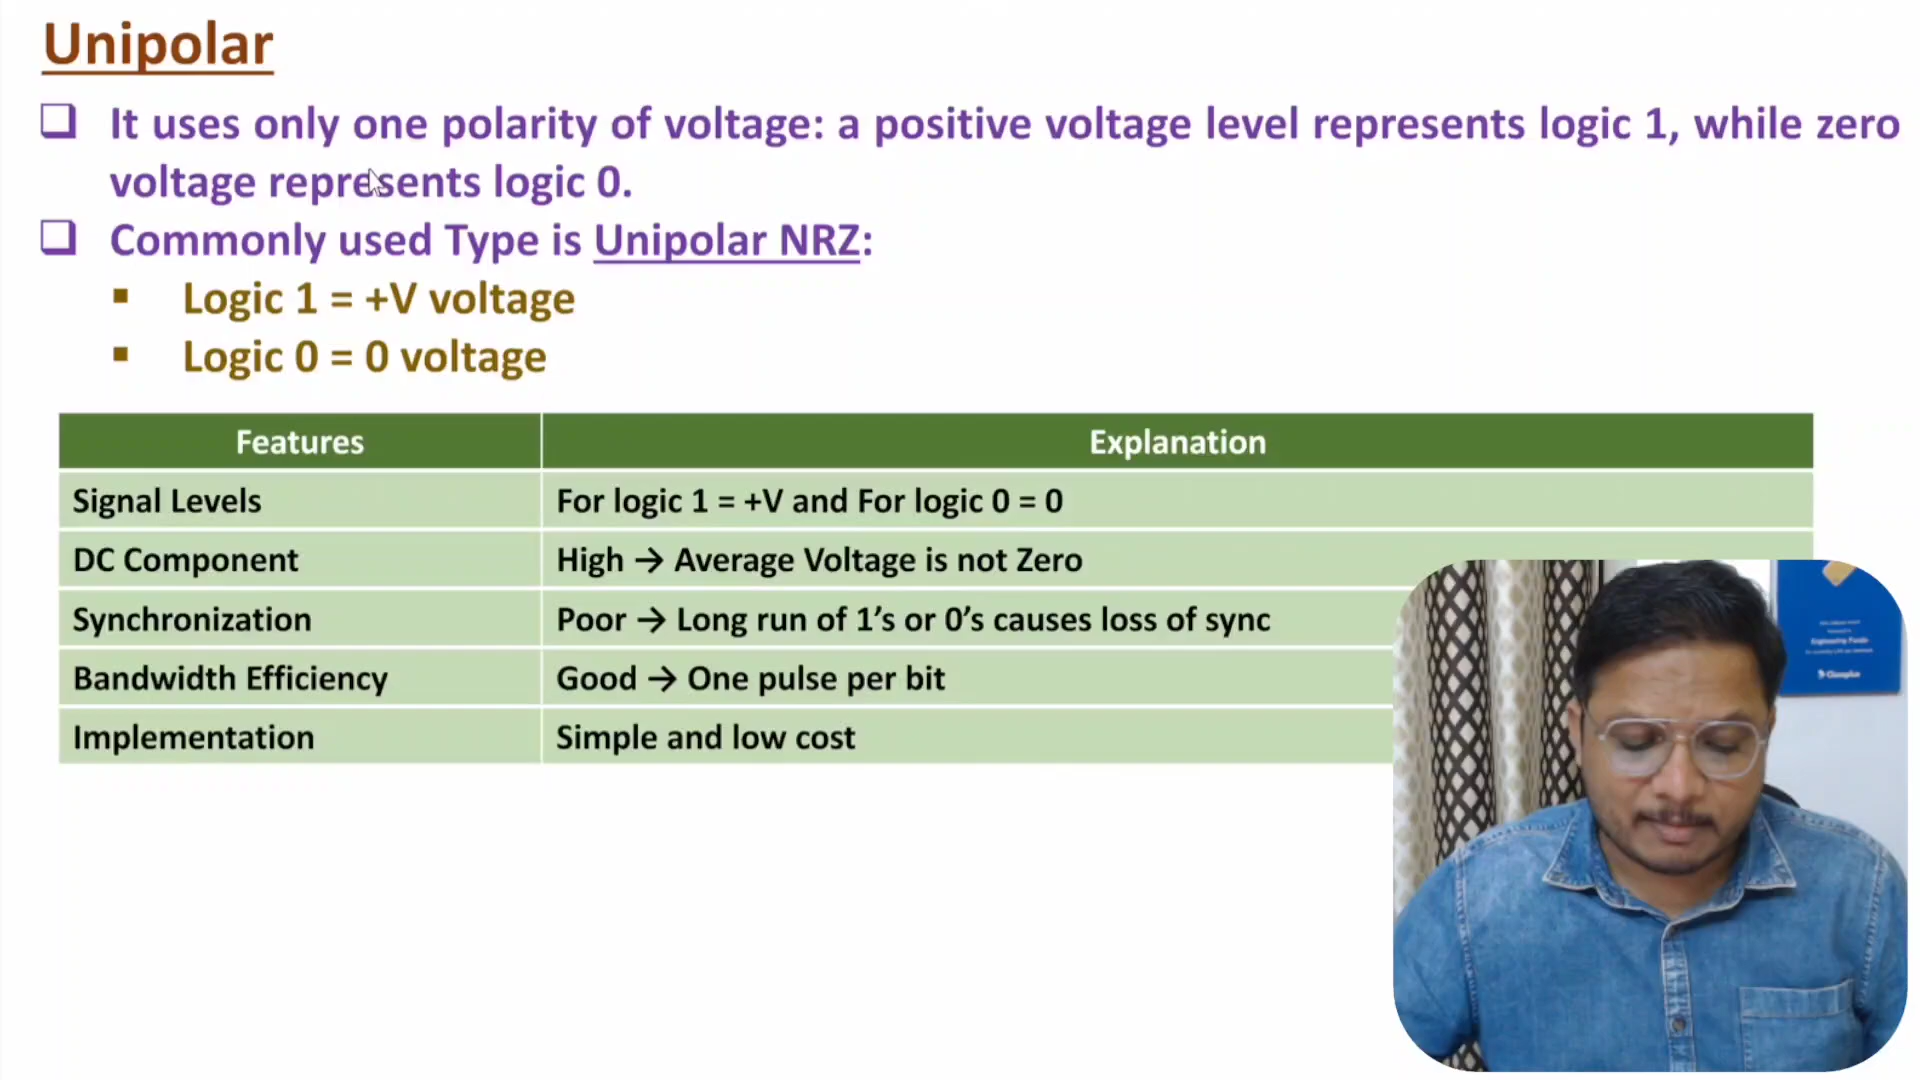 Unipolar
❑ It uses only one polarity of voltage: a positive voltage level represents logic 1, while zero
voltage represents logic 0.
❑ Commonly used Type is Unipolar NRZ:
▪ Logic 1 = +V voltage
▪ Logic 0 = 0 voltage
Features Explanation
Signal Levels For logic 1 = +V and For logic 0 = 0
DC Component High → Average Voltage is not Zero
Synchronization Poor → Long run of 1’s or 0’s causes loss of sync
Bandwidth Efficiency Good → One pulse per bit
Implementation Simple and low cost
Engineering Funda
Classplus